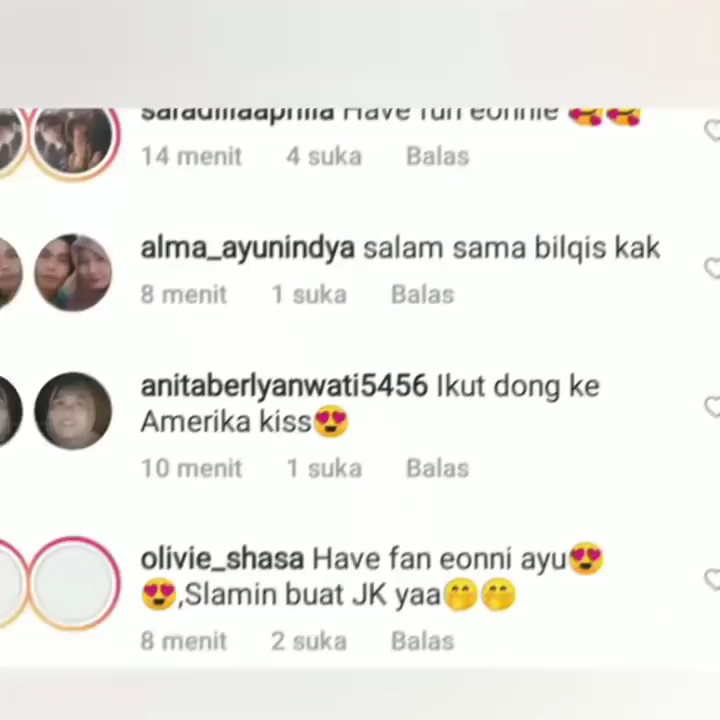 Have fun eonnie 🥰🥰
14 menit 4 suka Balas
alma_ayunindya salam sama bilqis kak
8 menit 1 suka Balas
anitaberlyanwati5456 Ikut dong ke
Amerika kiss😍
10 menit 1 suka Balas
olivie_shasa Have fan eonni ayu😍
😍,Slamin buat JK yaa🤭🤭
8 menit 2 suka Balas